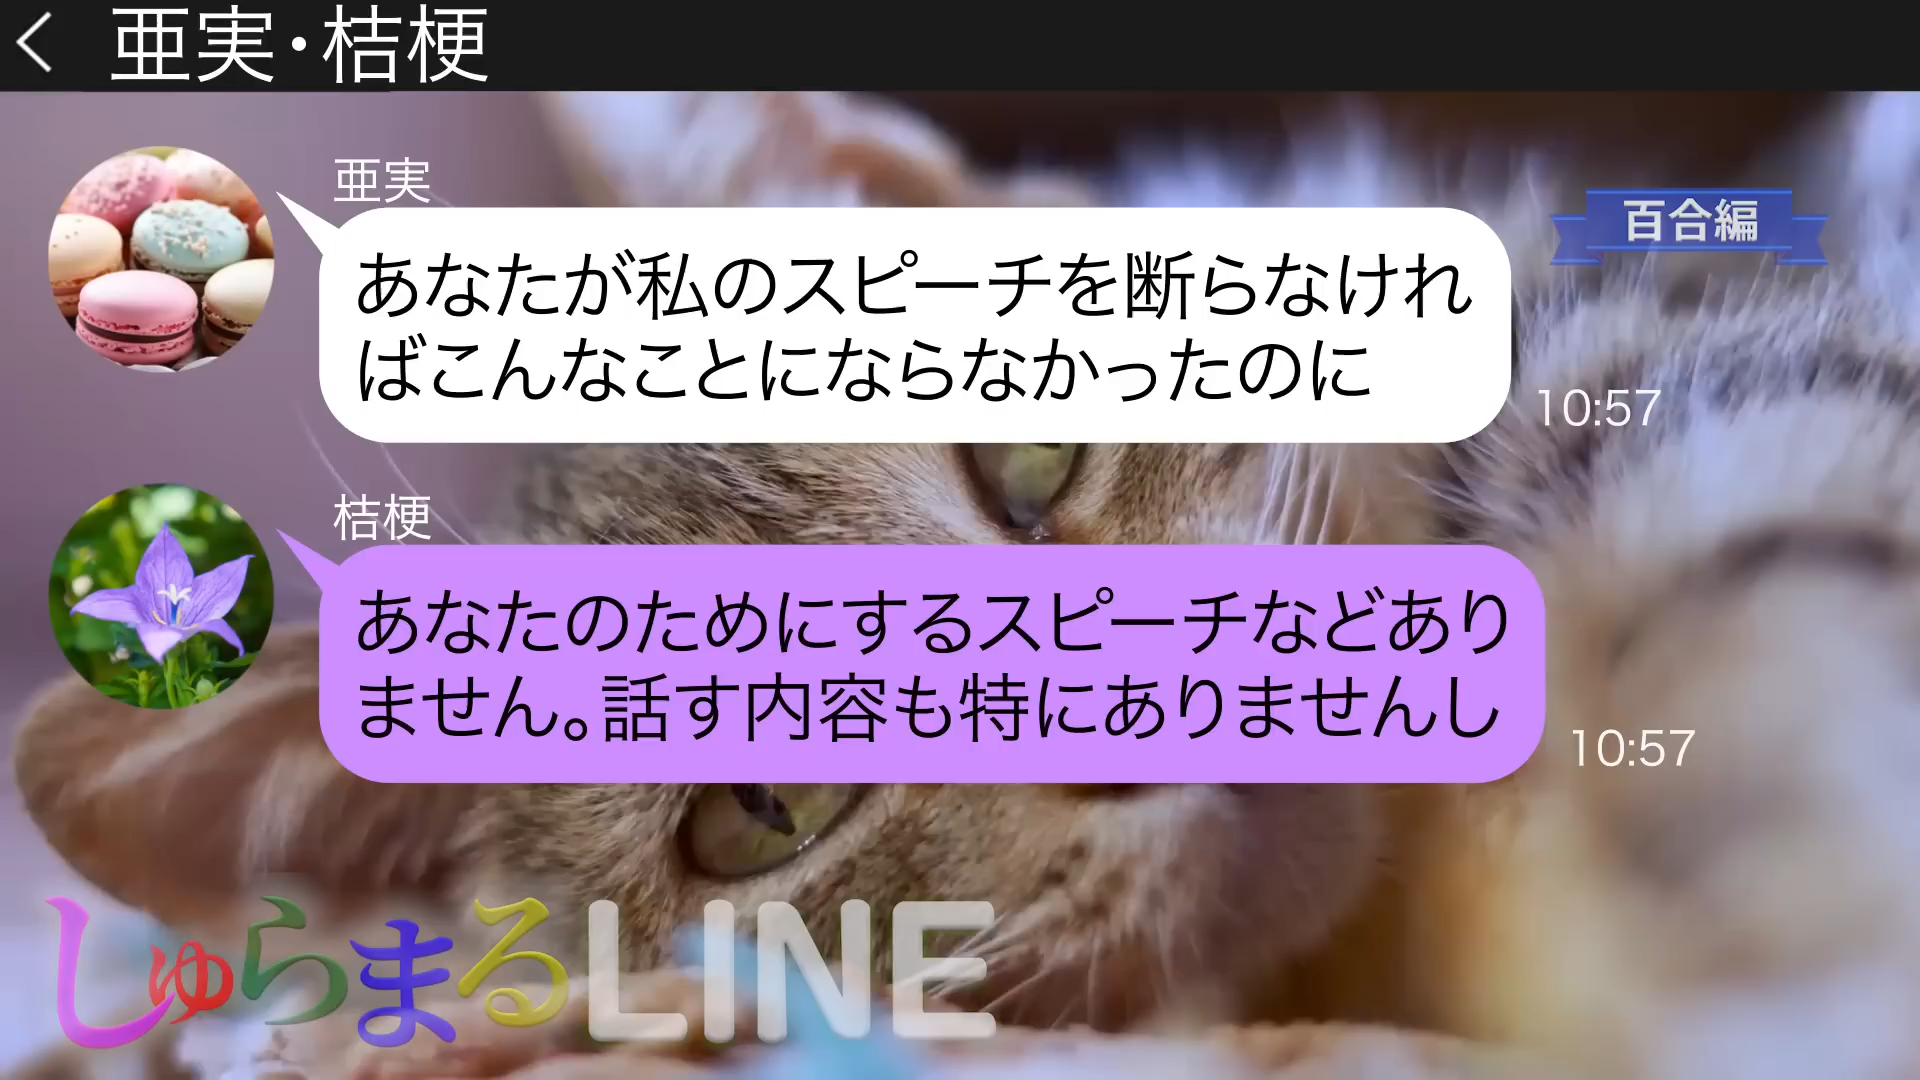 亜実・桔梗
亜実
百合編
あなたが私のスピーチを断らなけれ
ばこんなことにならなかったのに
10:57
桔梗
あなたのためにするスピーチなどあり
ません。話す内容も特にありませんし
10:57
しゅらまるLINE